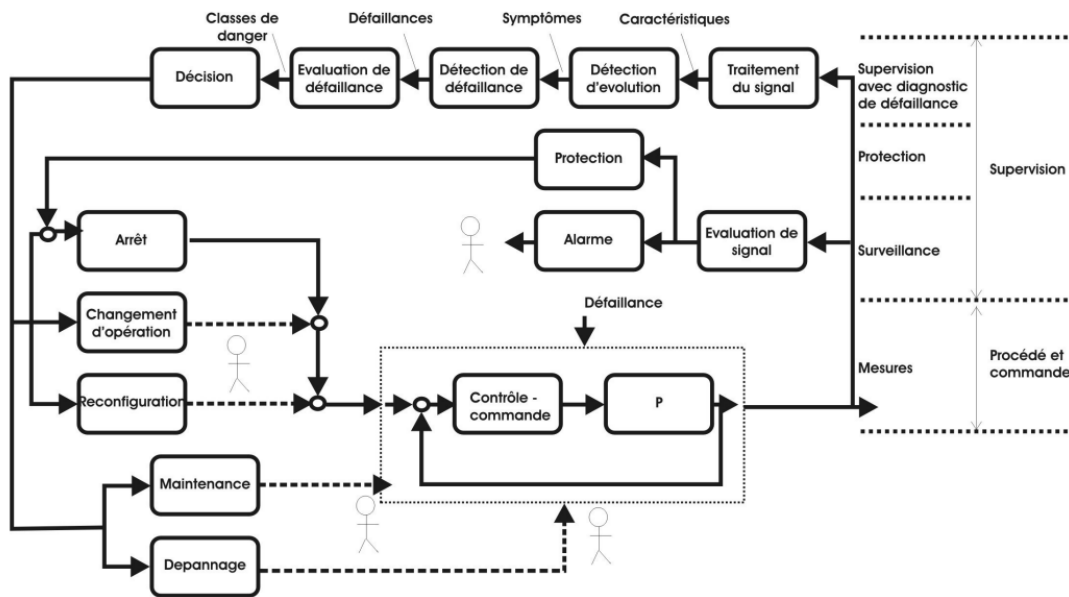 Classes de
danger
Défaillances
Symptômes
Caractéristiques
Décision
Evaluation de
défaillance
Détection de
défaillance
Détection
d'evolution
Traitement
du signal
Supervision
avec diagnostic
de défaillance
Protection
Protection
Supervision
Arrêt
Alarme
Evaluation de
signal
Surveillance
Changement
d'opération
Défaillance
Reconfiguration
Contrôle -
commande
P
Mesures
Procédé et
commande
Maintenance
Depannage